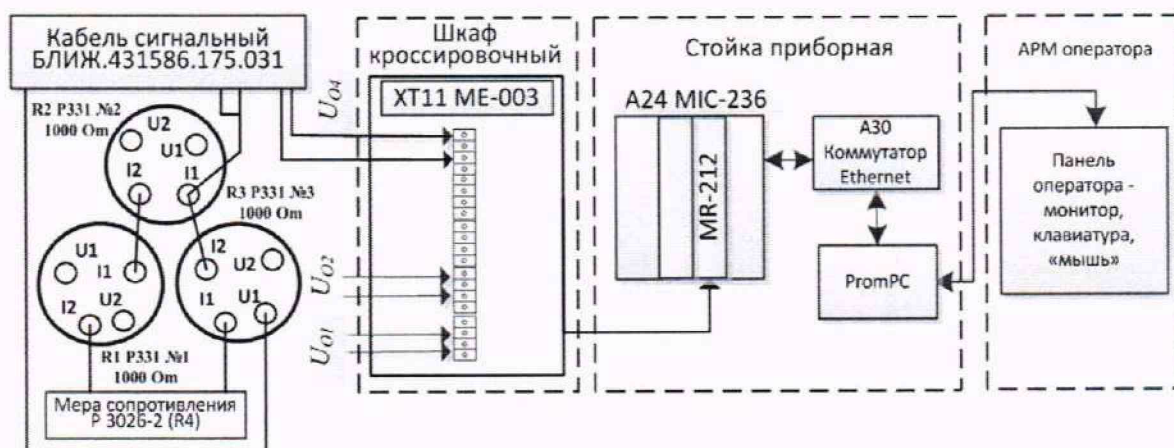 Кабель сигнальный
БЛИЖ.431586.175.031
R2 Р331 №2
1000 Om
U2
U1
I2
I1
R3 Р331 №3
1000 Om
U1
I1
I2
U2
I2
U2
I1
U1
R1 Р331 №1
1000 Om
Мера сопротивления
Р 3026-2 (R4)
Шкаф
кроссировочный
XT11 ME-003
UO4
UO2
UO1
Стойка приборная
A24 MIC-236
MR-212
A30
Коммутатор
Ethernet
PromPC
АРМ оператора
Панель
оператора -
монитор,
клавиатура,
«мышь»